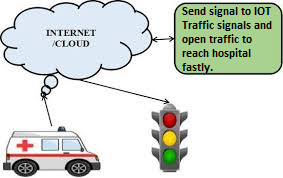 INTERNET
/CLOUD
Send signal to IOT
Traffic signals and
open traffic to
reach hospital
fastly.